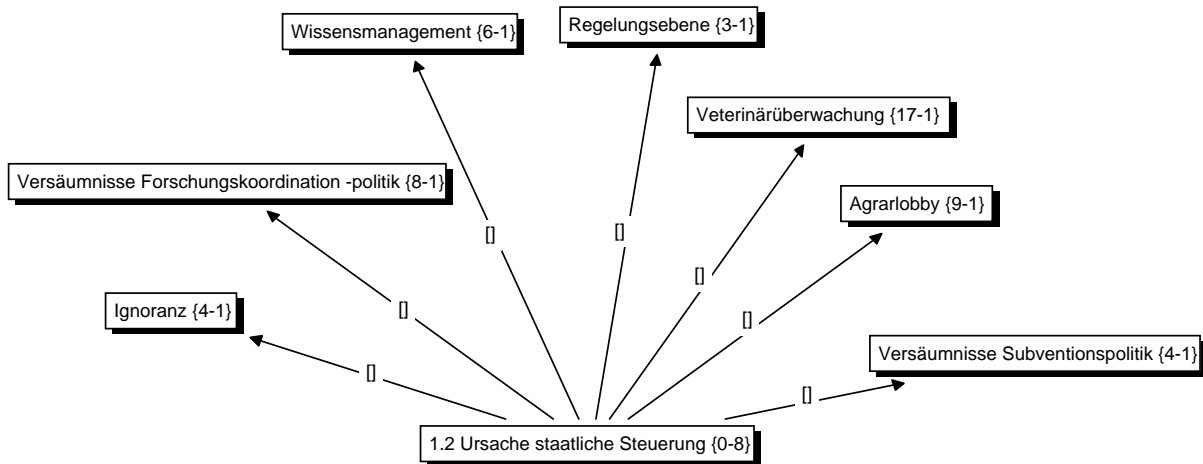 Wissensmanagement {6-1}
Regelungsebene {3-1}
Veterinärüberwachung {17-1}
Versäumnisse Forschungskoordination -politik {8-1}
Agrarlobby {9-1}
[]
[]
[]
Ignoranz {4-1}
[]
[]
Versäumnisse Subventionspolitik {4-1}
[]
[]
1.2 Ursache staatliche Steuerung {0-8}